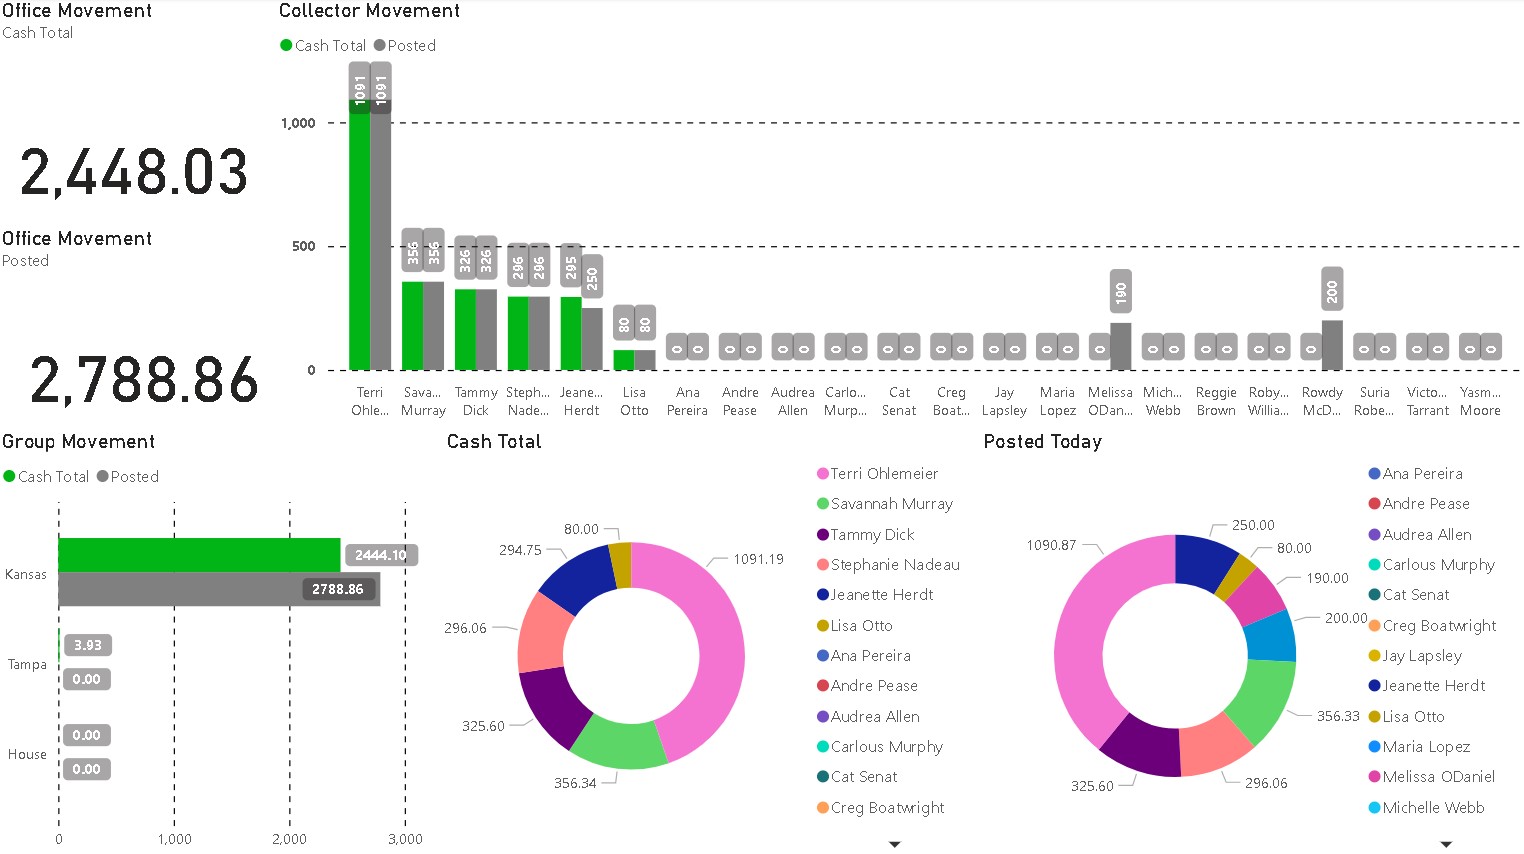 Office Movement
Cash Total
2,448.03
Office Movement
Posted
2,788.86
Collector Movement
Cash Total Posted
1,000
500
0
1091 1091
356 356
326 326
296 296
295 250
80 80
0 0
0 0
0 0
0 0
0 0
0 0
0 0
0 0
0 190
0 0
0 0
0 0
0 200
0 0
0 0
0 0
Terri Ohle...
Sava... Murray
Tammy Dick
Steph... Nade...
Jeane... Herdt
Lisa Otto
Ana Pereira
Andre Pease
Audrea Allen
Carlo... Murp...
Cat Senat
Creg Boat...
Jay Lapsley
Maria Lopez
Melissa ODan...
Mich... Webb
Reggie Brown
Roby... Willia...
Rowdy McD...
Suria Robe...
Victo... Tarrant
Yasm... Moore
Group Movement
Cash Total Posted
Kansas
2444.10
2788.86
Tampa
3.93
0.00
House
0.00
0.00
0 1,000 2,000 3,000
Cash Total
80.00
294.75
296.06
325.60
356.34
1091.19
Terri Ohlemeier
Savannah Murray
Tammy Dick
Stephanie Nadeau
Jeanette Herdt
Lisa Otto
Ana Pereira
Andre Pease
Audrea Allen
Carlous Murphy
Cat Senat
Creg Boatwright
Posted Today
1090.87
250.00
80.00
190.00
200.00
356.33
296.06
325.60
Ana Pereira
Andre Pease
Audrea Allen
Carlous Murphy
Cat Senat
Creg Boatwright
Jay Lapsley
Jeanette Herdt
Lisa Otto
Maria Lopez
Melissa ODaniel
Michelle Webb